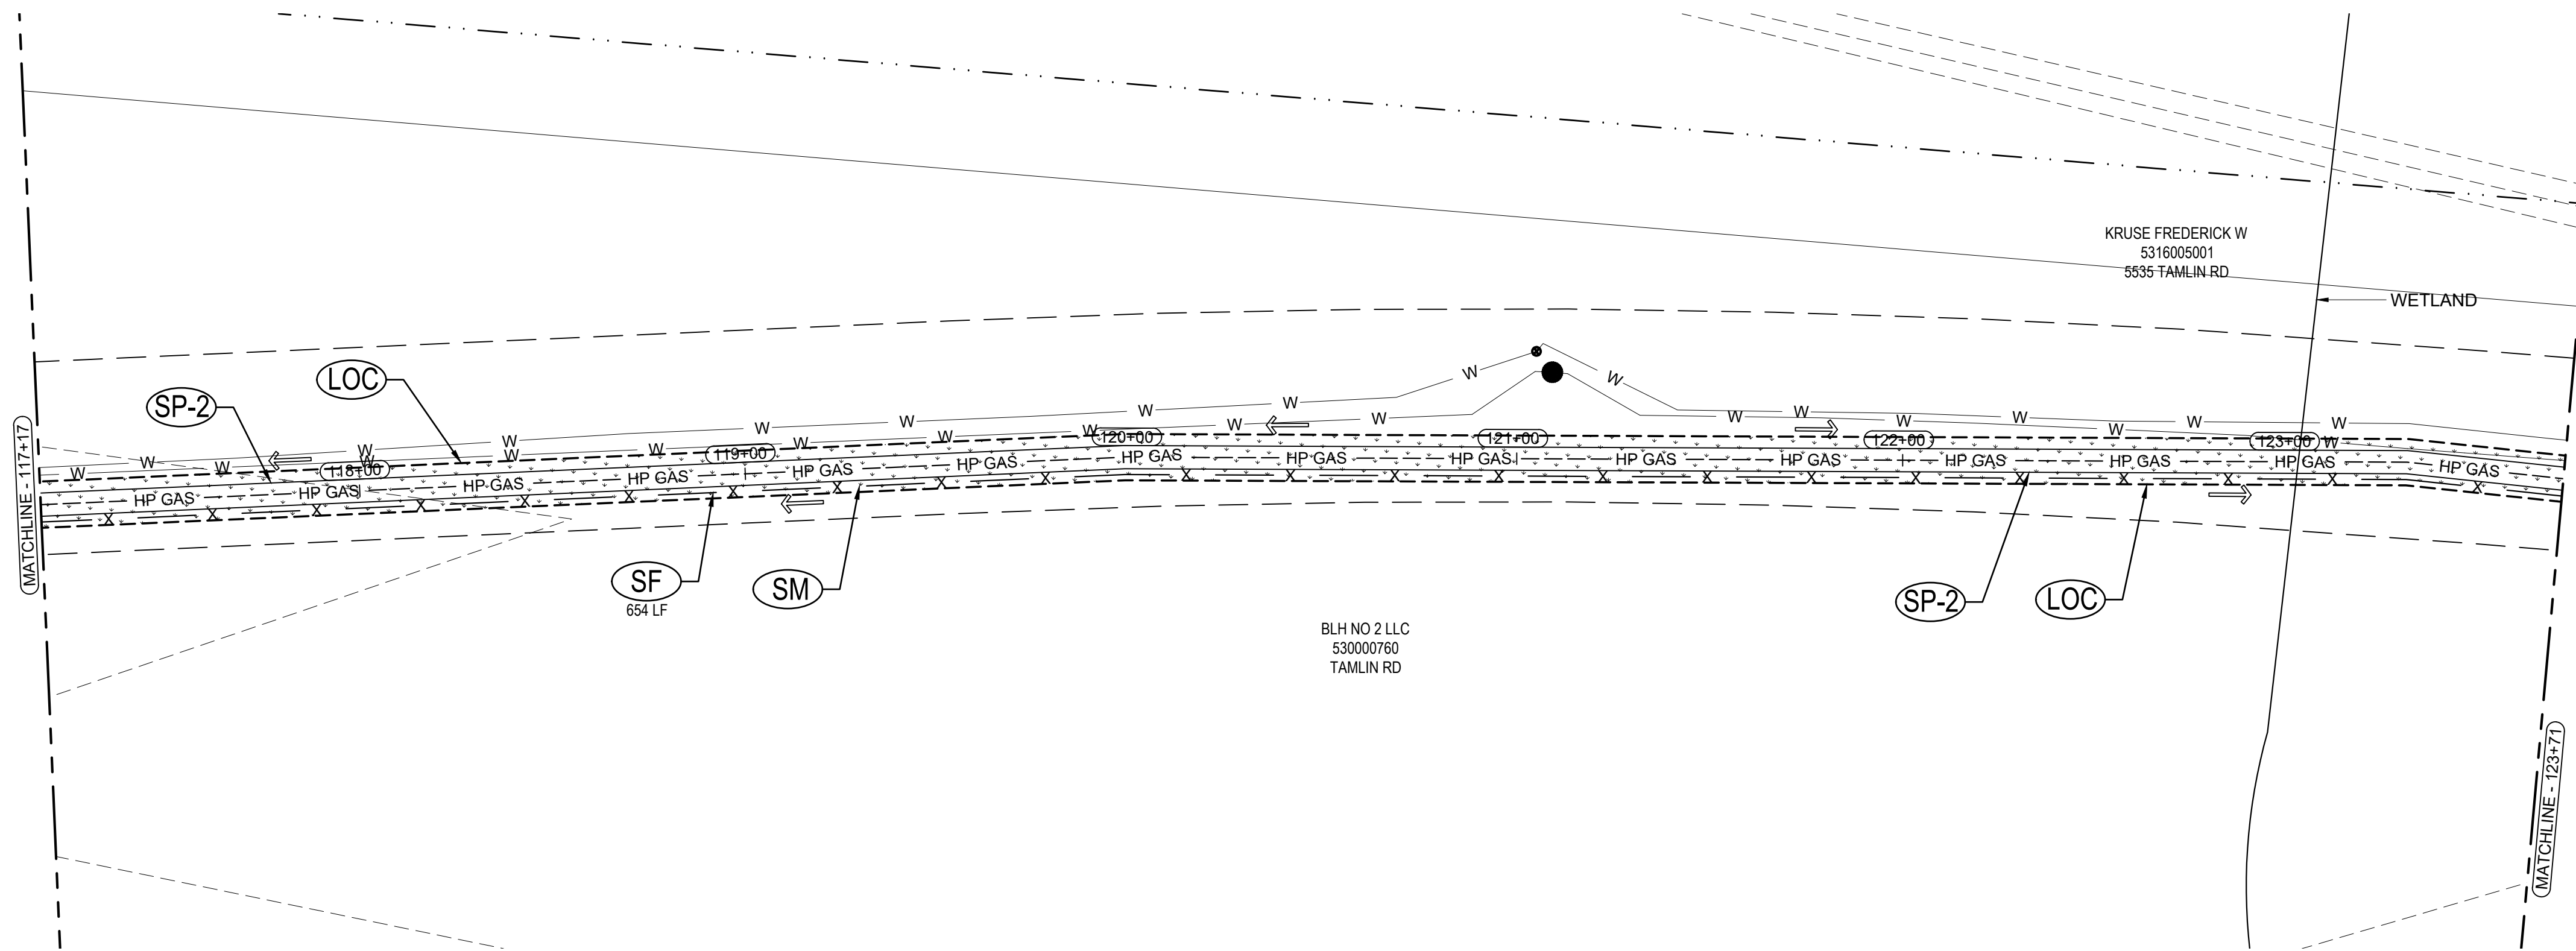 KRUSE FREDERICK W
5316005001
5535 TAMLIN RD
WETLAND
LOC
SP-2
W W W W W W W W W W W W W W W
W W W W W W W W W W W W W W W
118+00 119+00 120+00 121+00 122+00 123+00
HP GAS HP GAS HP GAS HP GAS HP GAS HP GAS HP GAS HP GAS HP GAS HP GAS HP GAS HP GAS HP GAS HP GAS HP GAS
X X X X X X X X X X X X X X X X X X X X X X X
MATCHLINE - 117+17
SF
654 LF
SM
SP-2
LOC
BLH NO 2 LLC
530000760
TAMLIN RD
MATCHLINE - 123+71